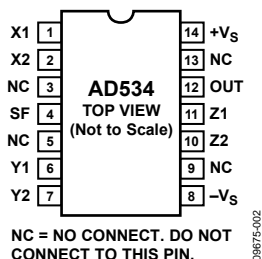 X1 1 14 +VS
X2 2 13 NC
NC 3 AD534 12 OUT
SF 4 TOP VIEW 11 Z1
(Not to Scale)
NC 5 10 Z2
Y1 6 9 NC
Y2 7 8 –VS
NC = NO CONNECT. DO NOT
CONNECT TO THIS PIN.
09675-002